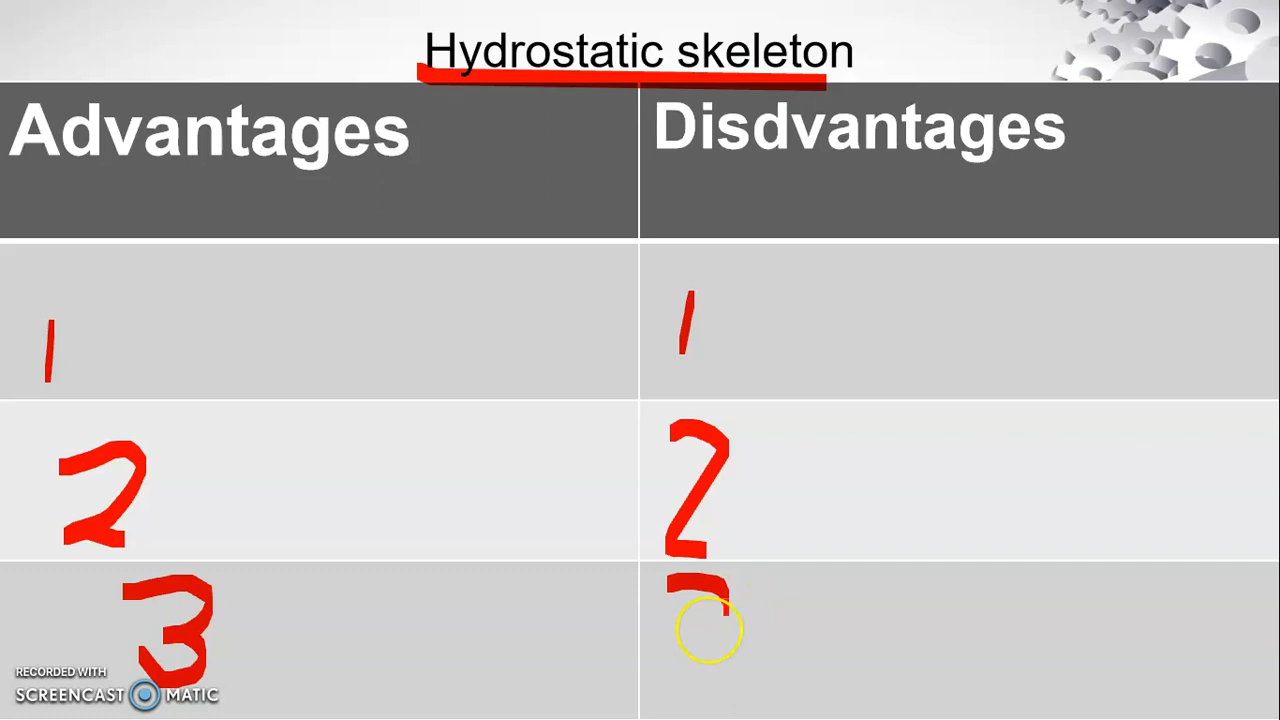 Hydrostatic skeleton
Advantages
Disdvantages
1
1
2
2
3
RECORDED WITH
SCREENCAST MATIC